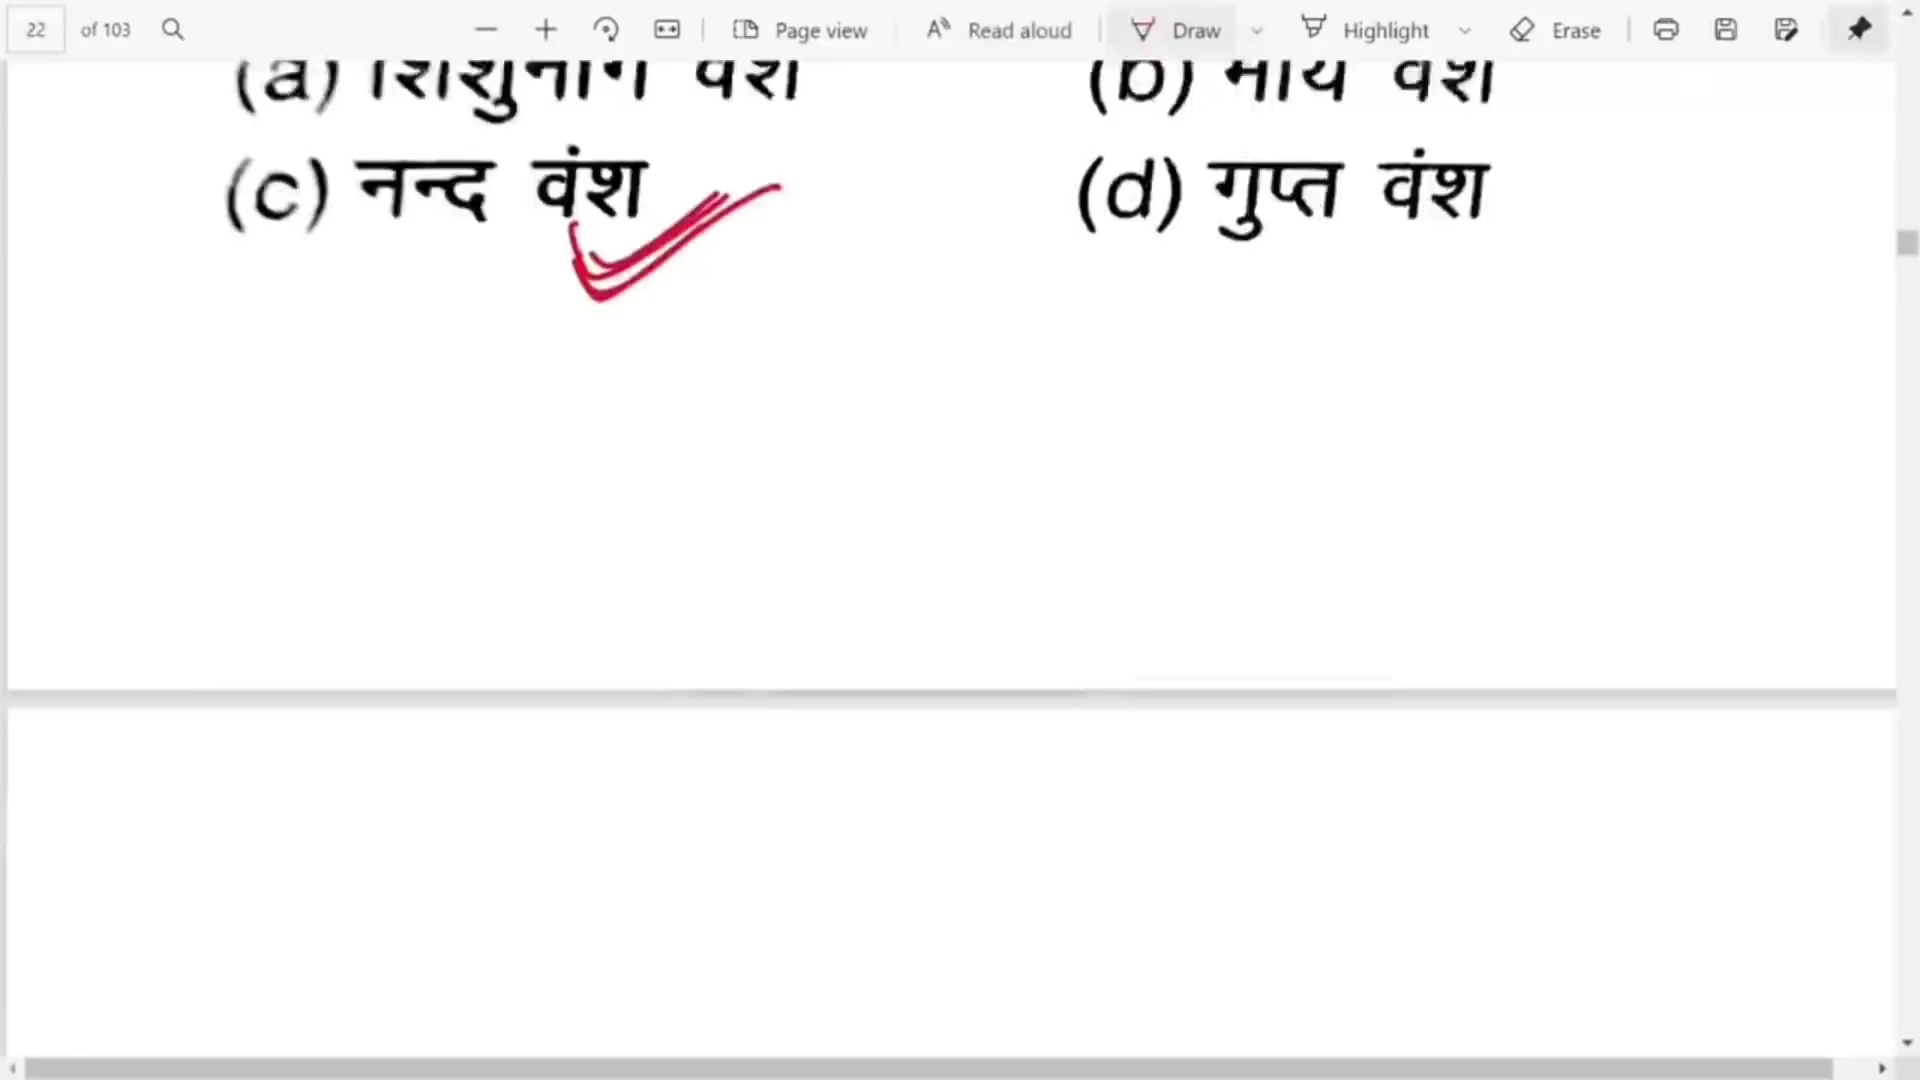 22 of 103 Page view Read aloud Draw Highlight Erase
(a) शिशुनाग वंश (b) मौर्य वंश
(c) नन्द वंश (d) गुप्त वंश